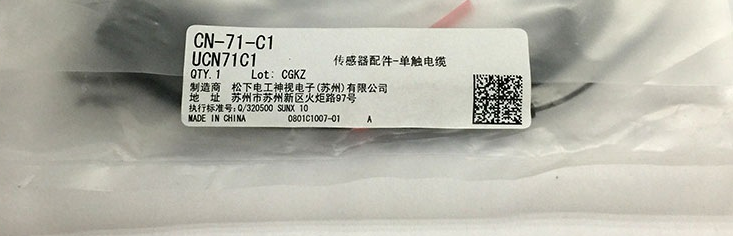 CN-71-C1
UCN71C1 传感器配件-单触电缆
QTY.1 Lot: CGKZ
制造商 松下电工神视电子(苏州)有限公司
地 址 苏州市苏州新区火炬路97号
执行标准号:Q/320500 SUNX 10
MADE IN CHINA 0801C1007-01 A